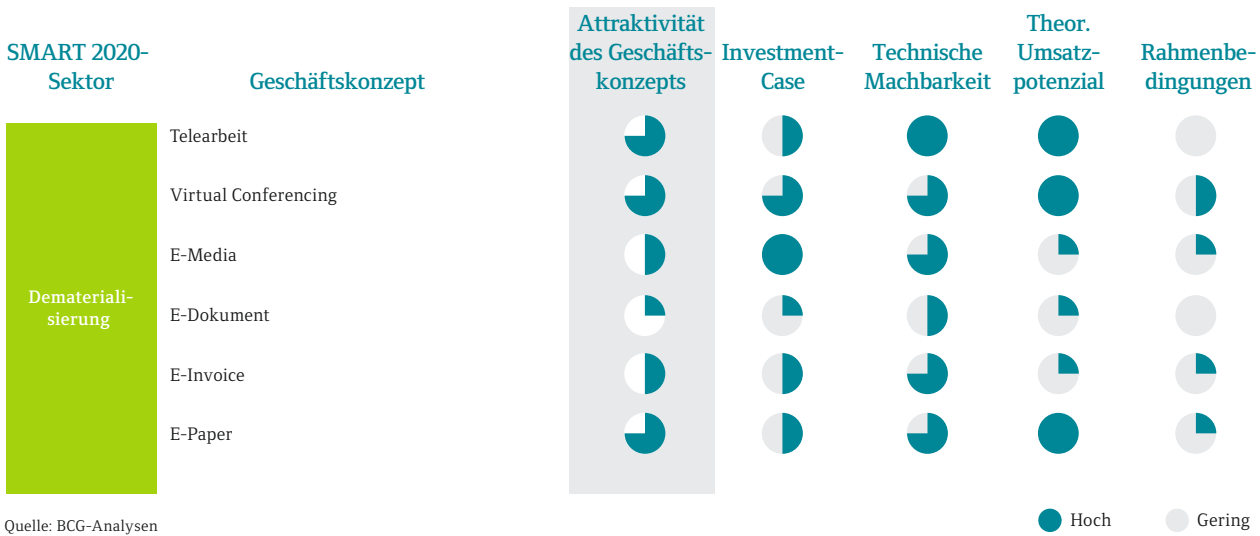 SMART 2020-
Sektor
Geschäftskonzept
Attraktivität
des Geschäfts-
konzepts
Investment-
Case
Technische
Machbarkeit
Theor.
Umsatz-
potenzial
Rahmenbe-
dingungen
Demateriali-
sierung
Telearbeit
Virtual Conferencing
E-Media
E-Dokument
E-Invoice
E-Paper
Quelle: BCG-Analysen
Hoch
Gering